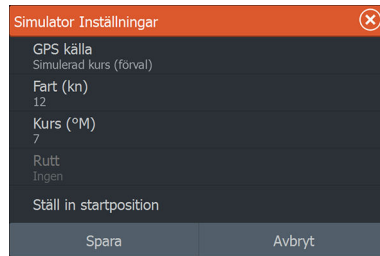 Simulator Inställningar
GPS källa
Simulerad kurs (förval)
Fart (kn)
12
Kurs (°M)
7
Rutt
Ingen
Ställ in startposition
Spara
Avbryt